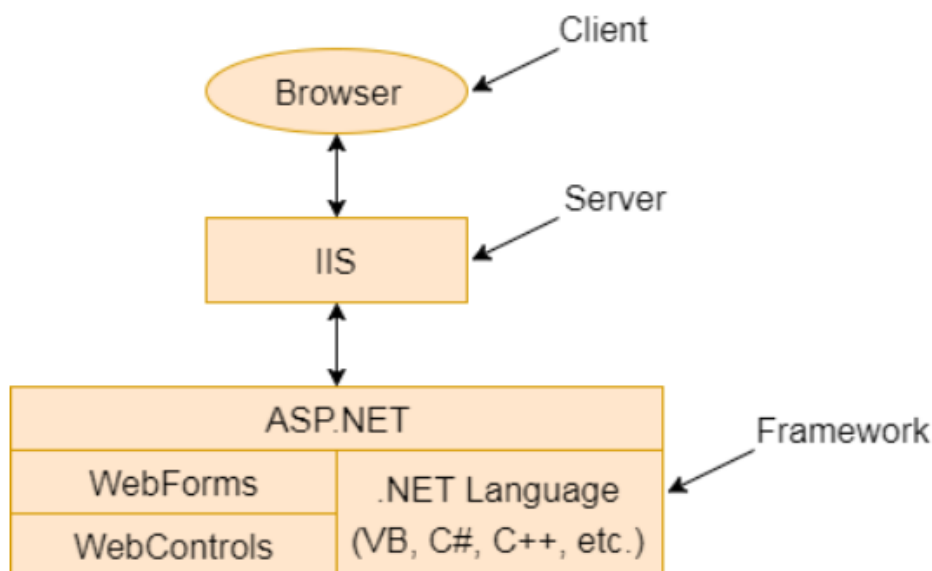 Client
Browser
Server
IIS
ASP.NET
Framework
WebForms
.NET Language
WebControls
(VB, C#, C++, etc.)